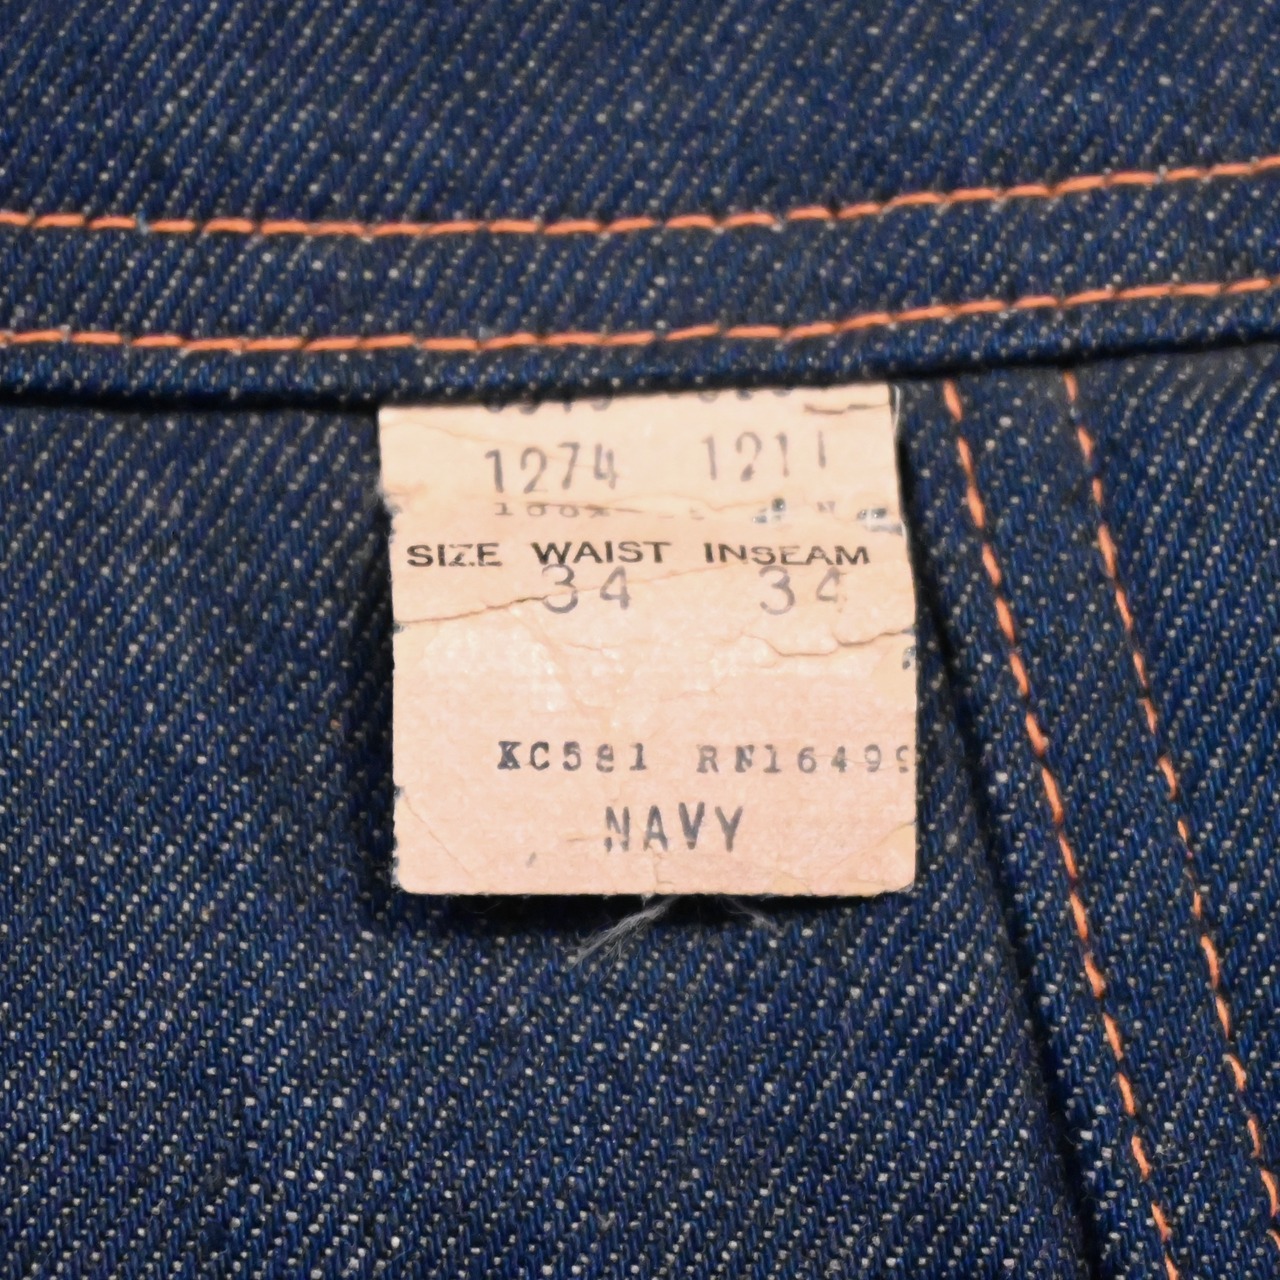 1274 1211
SIZE WAIST INSEAM
34 34
KC581 RN16499
NAVY